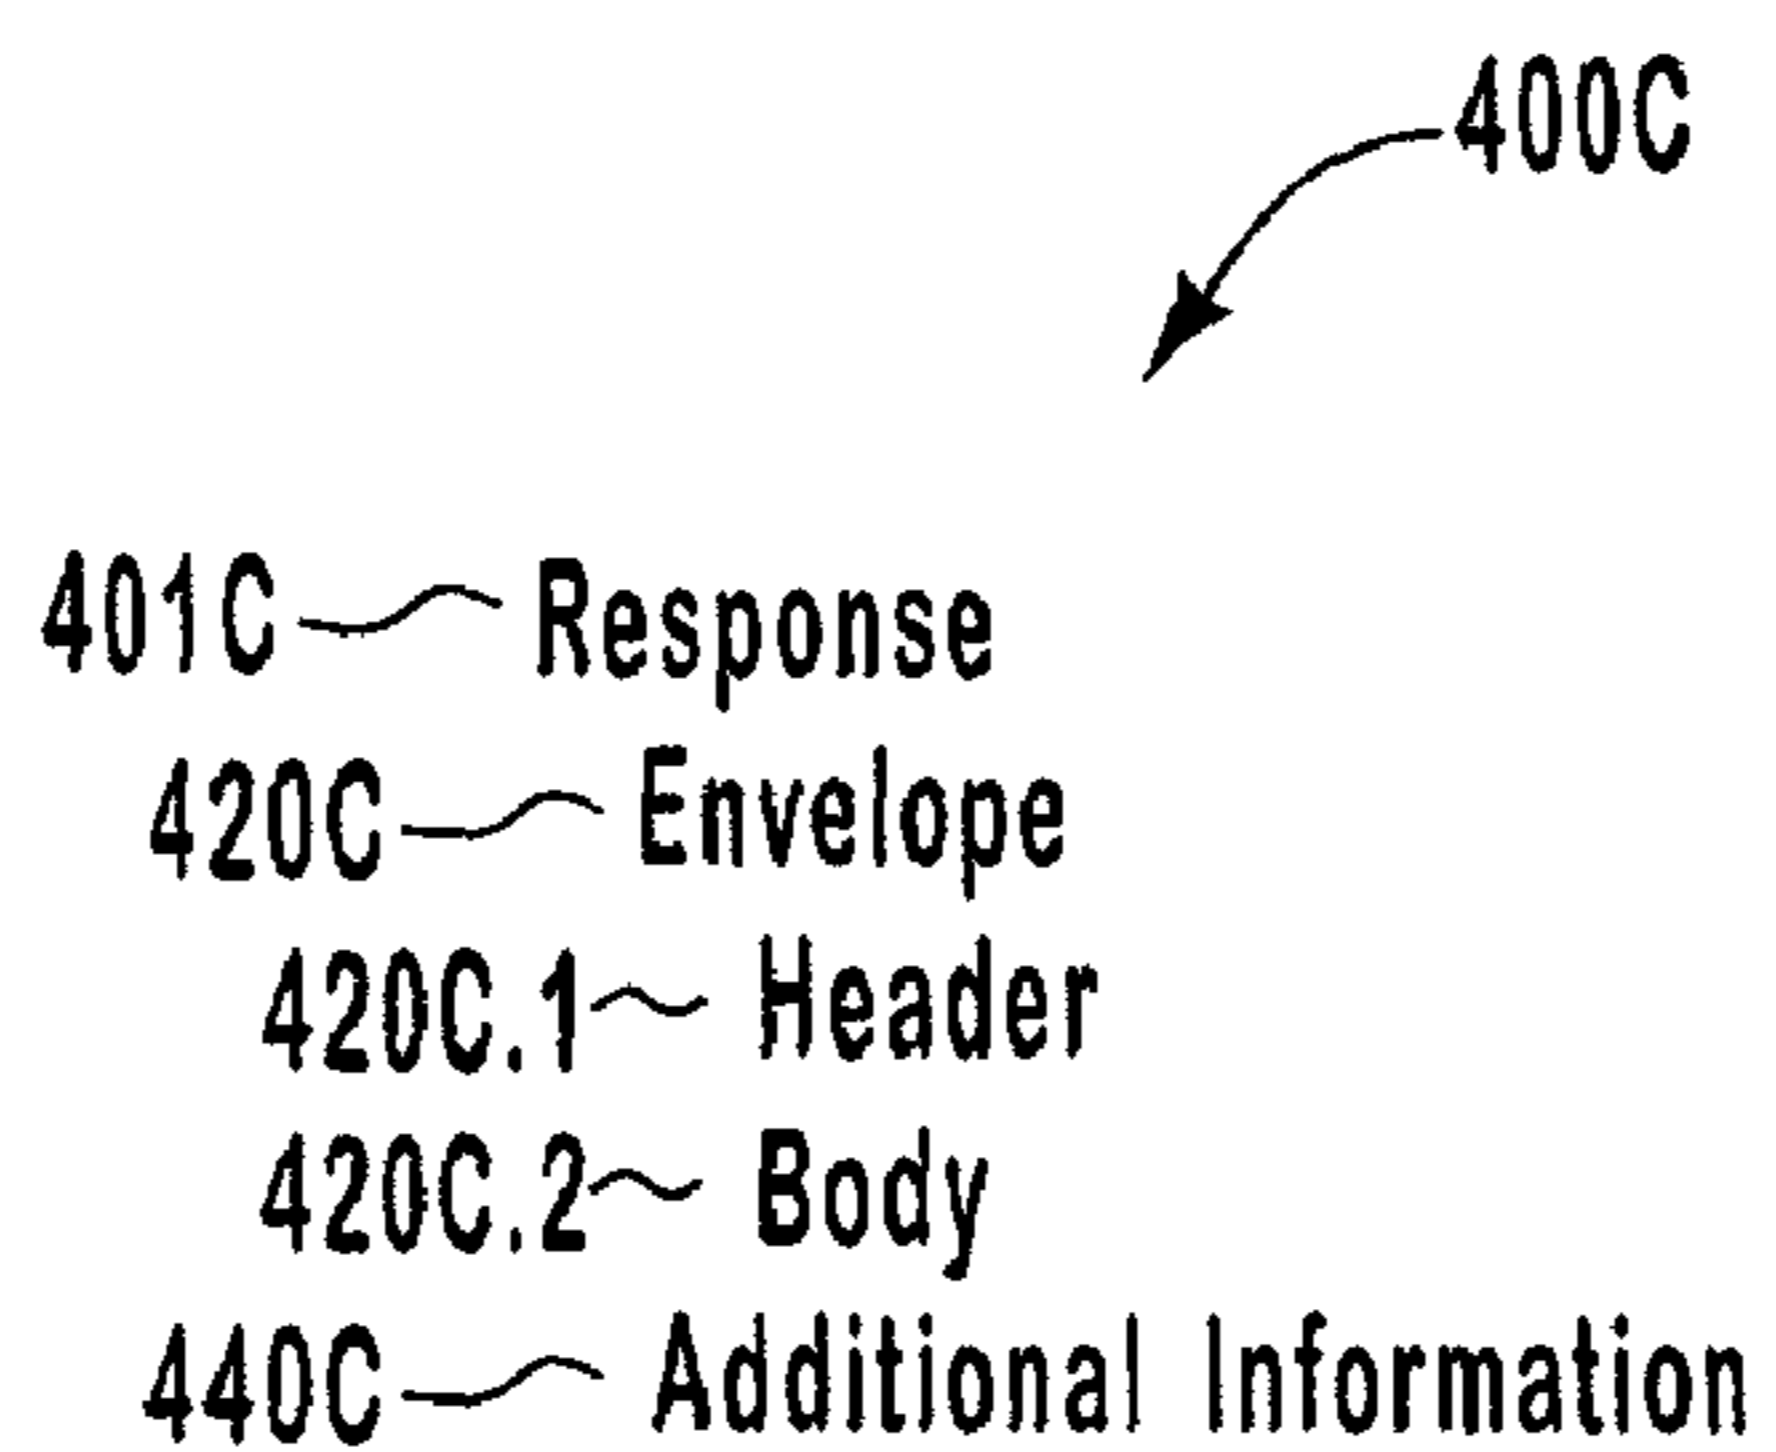 400C
401C Response
420C Envelope
420C.1 Header
420C.2 Body
440C Additional Information